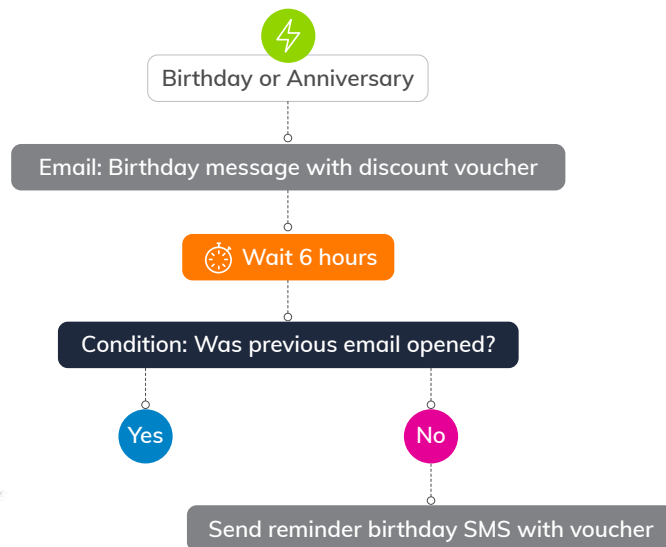 Birthday or Anniversary
Email: Birthday message with discount voucher
Wait 6 hours
Condition: Was previous email opened?
Yes
No
Send reminder birthday SMS with voucher